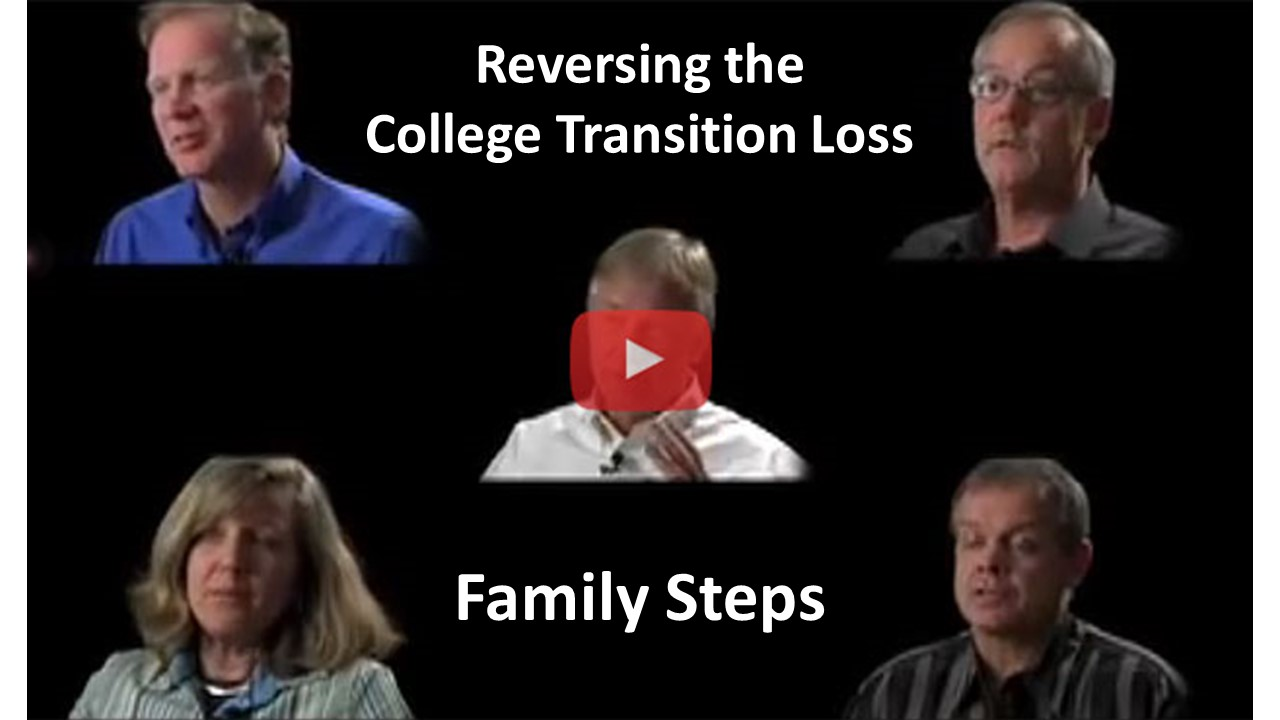 Reversing the
College Transition Loss
Family Steps